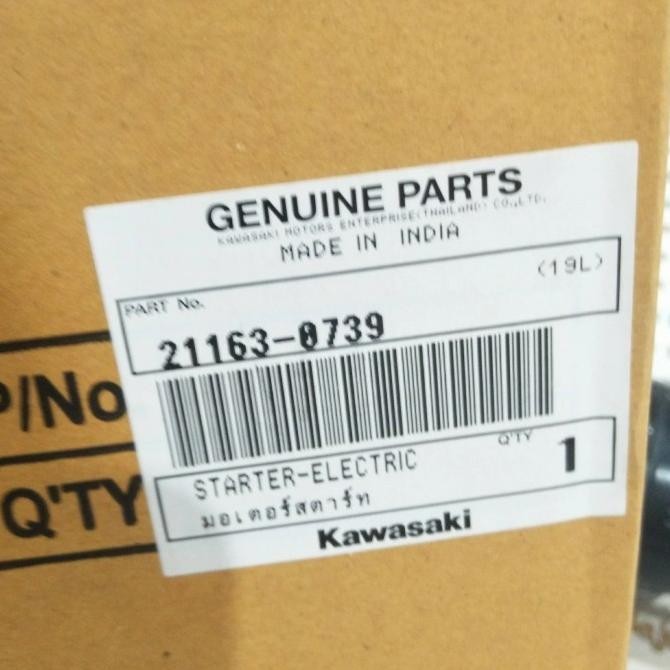 GENUINE PARTS
KAWASAKI MOTORS ENTERPRISE(THAILAND) CO.,LTD.
MADE IN INDIA
(19L)
PART No.
21163-0739
STARTER-ELECTRIC
Q'TY
1
มอเตอร์สตาร์ท
Kawasaki
P/No
Q'TY